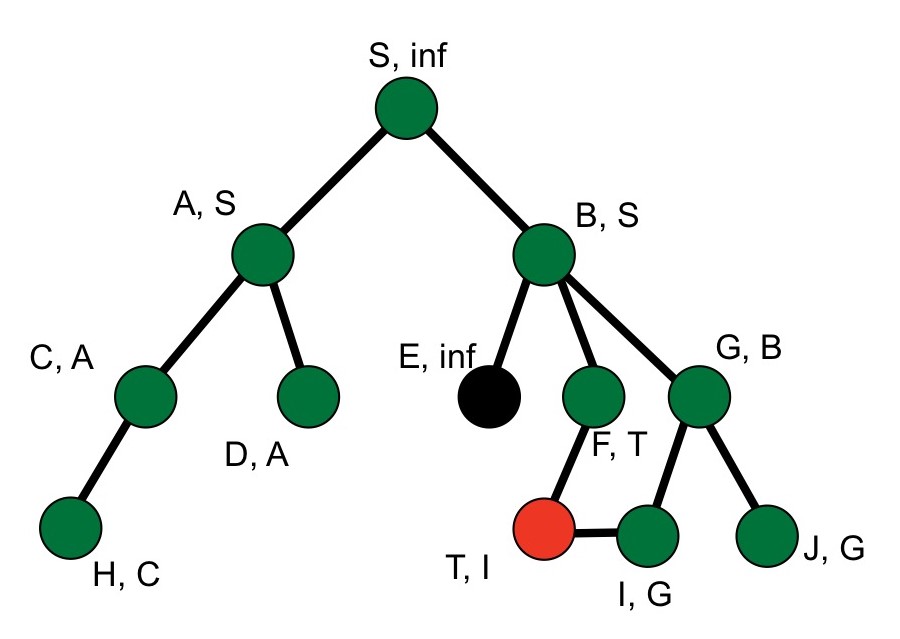 S, inf
A, S
B, S
C, A
E, inf
G, B
D, A
F, T
H, C
T, I
I, G
J, G